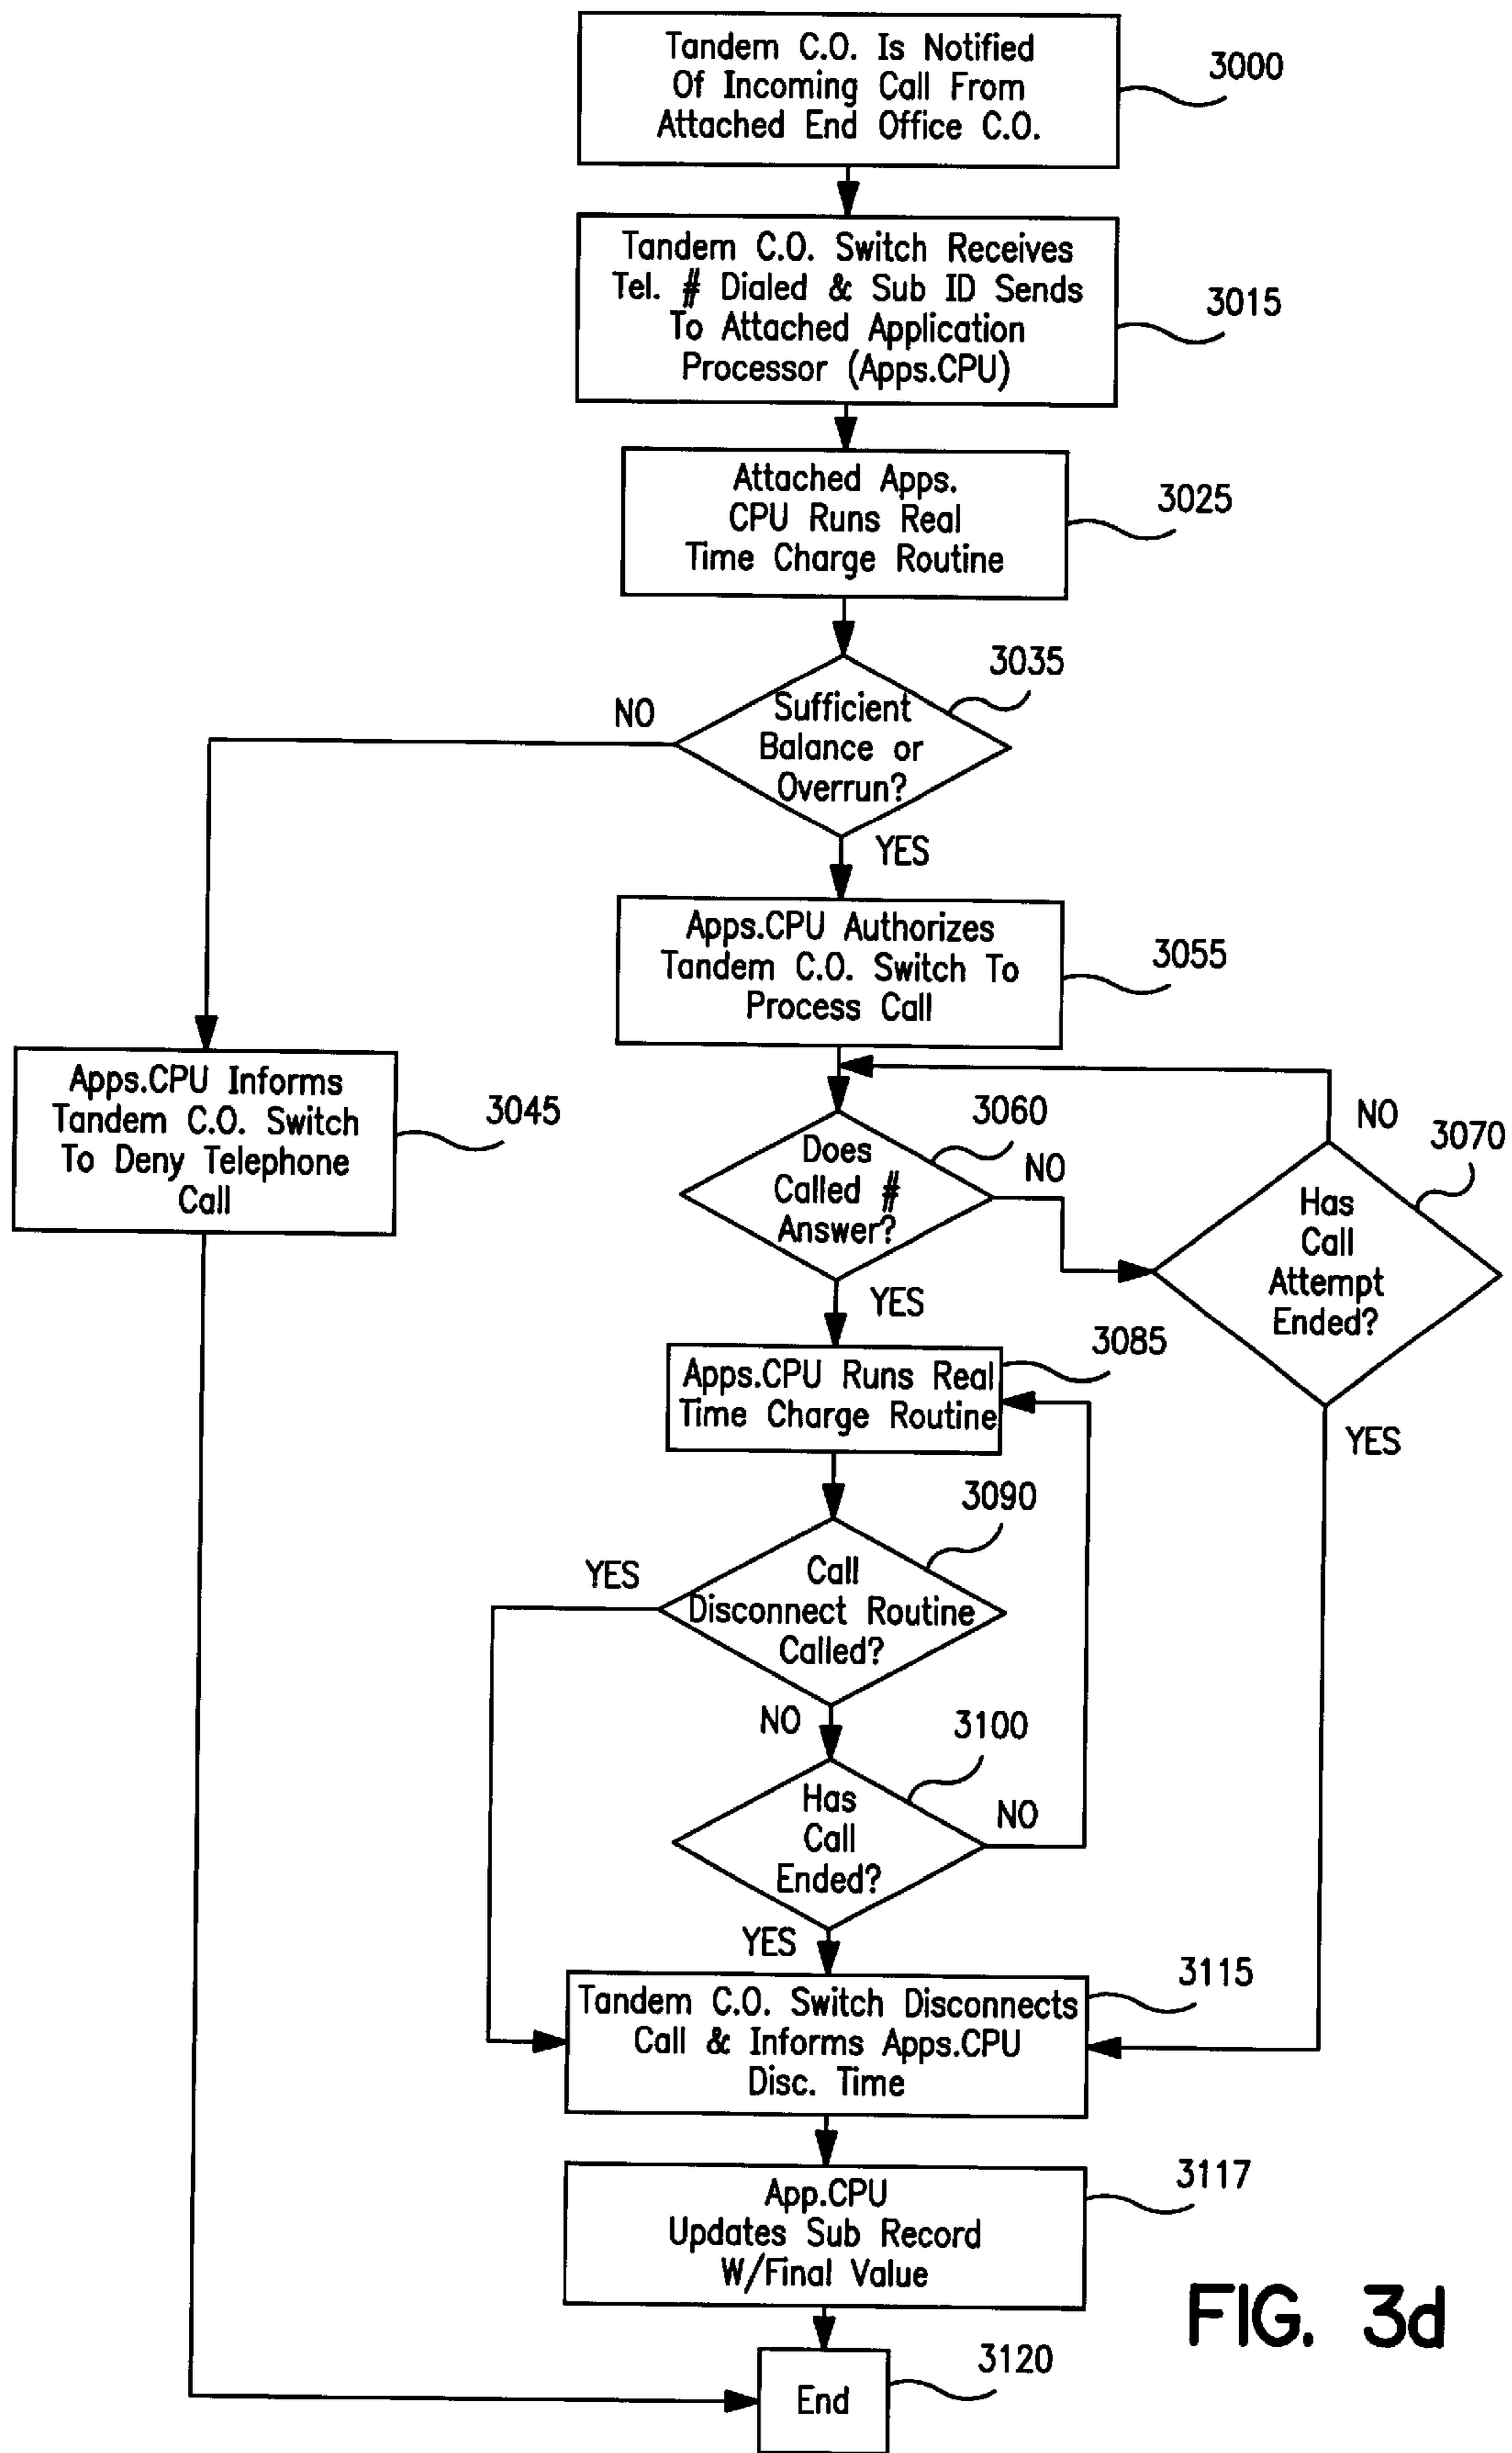 Tandem C.O. Is Notified
Of Incoming Call From
Attached End Office C.O.
3000
Tandem C.O. Switch Receives
Tel. # Dialed & Sub ID Sends
To Attached Application
Processor (Apps.CPU)
3015
Attached Apps.
CPU Runs Real
Time Charge Routine
3025
Sufficient
Balance or
Overrun?
3035
NO
YES
Apps.CPU Authorizes
Tandem C.O. Switch To
Process Call
3055
Apps.CPU Informs
Tandem C.O. Switch
To Deny Telephone
Call
3045
Does
Called #
Answer?
3060
NO
YES
Has
Call
Attempt
Ended?
3070
NO
YES
Apps.CPU Runs Real
Time Charge Routine
3085
Call
Disconnect Routine
Called?
3090
YES
NO
Has
Call
Ended?
3100
NO
YES
Tandem C.O. Switch Disconnects
Call & Informs Apps.CPU
Disc. Time
3115
App.CPU
Updates Sub Record
W/Final Value
3117
End
3120
FIG. 3d